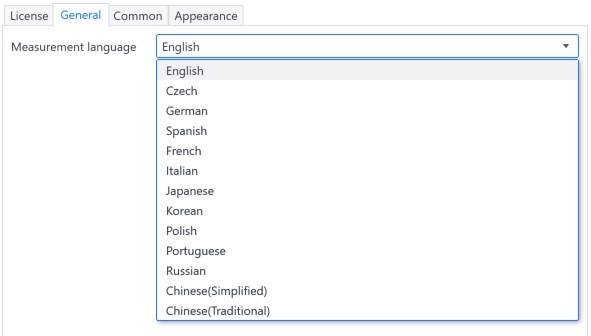 License General Common Appearance
Measurement language English
English
Czech
German
Spanish
French
Italian
Japanese
Korean
Polish
Portuguese
Russian
Chinese(Simplified)
Chinese(Traditional)